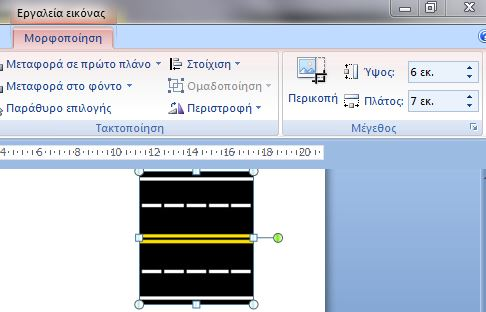 Εργαλεία εικόνας
Μορφοποίηση
Μεταφορά σε πρώτο πλάνο
Στοίχιση
Μεταφορά στο φόντο
Ομαδοποίηση
Παράθυρο επιλογής
Περιστροφή
Τακτοποίηση
Περικοπή
Ύψος: 6 εκ.
Πλάτος: 7 εκ.
Μέγεθος
4 6 8 10 12 14 16 18 20